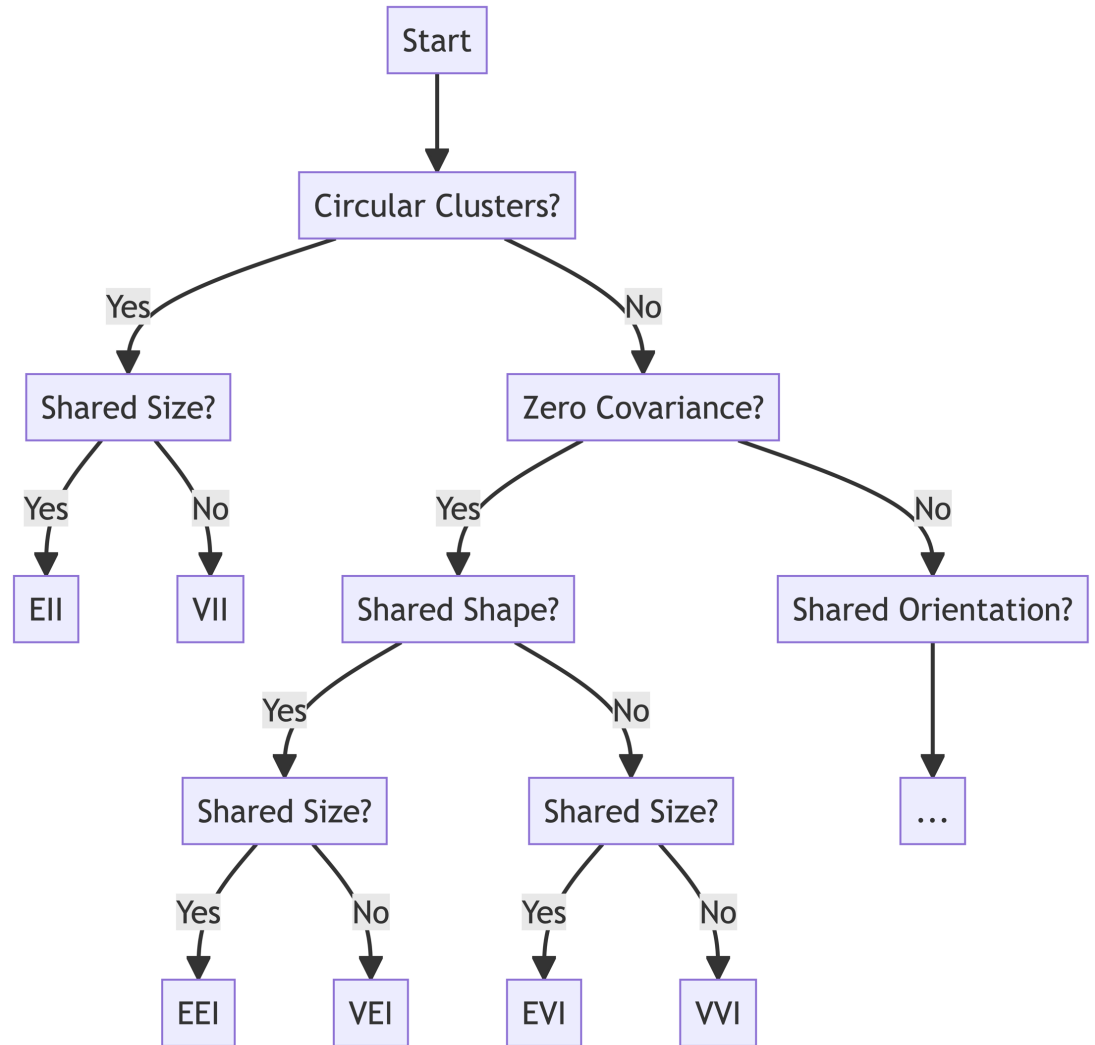 Start
Circular Clusters?
Yes
No
Shared Size?
Zero Covariance?
Yes
No
Yes
No
EII
VII
Shared Shape?
Shared Orientation?
Yes
No
Shared Size?
Shared Size?
...
Yes
No
Yes
No
EEI
VEI
EVI
VVI